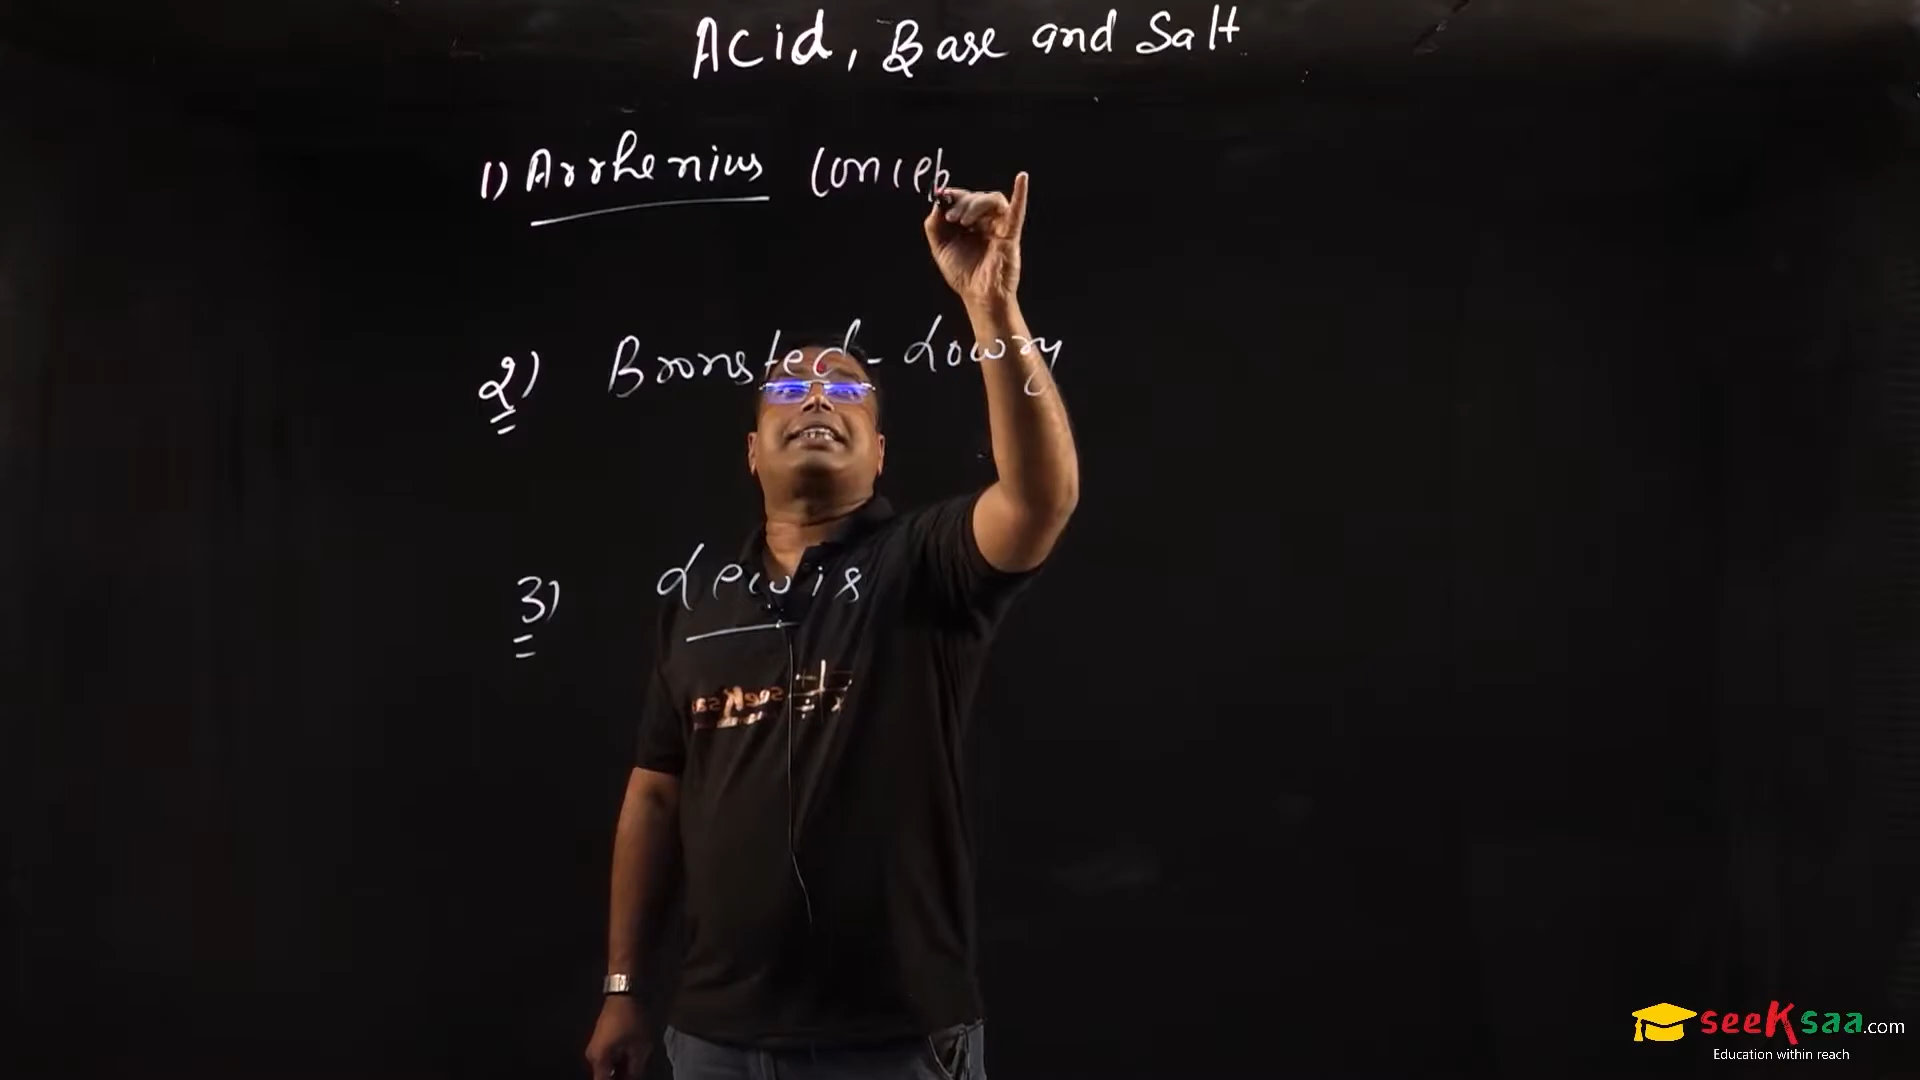 Acid, Base and Salt
1) Arrhenius Concep
2) Bronsted-Lowry
3) Lewis
seeKsaa.com
Education within reach